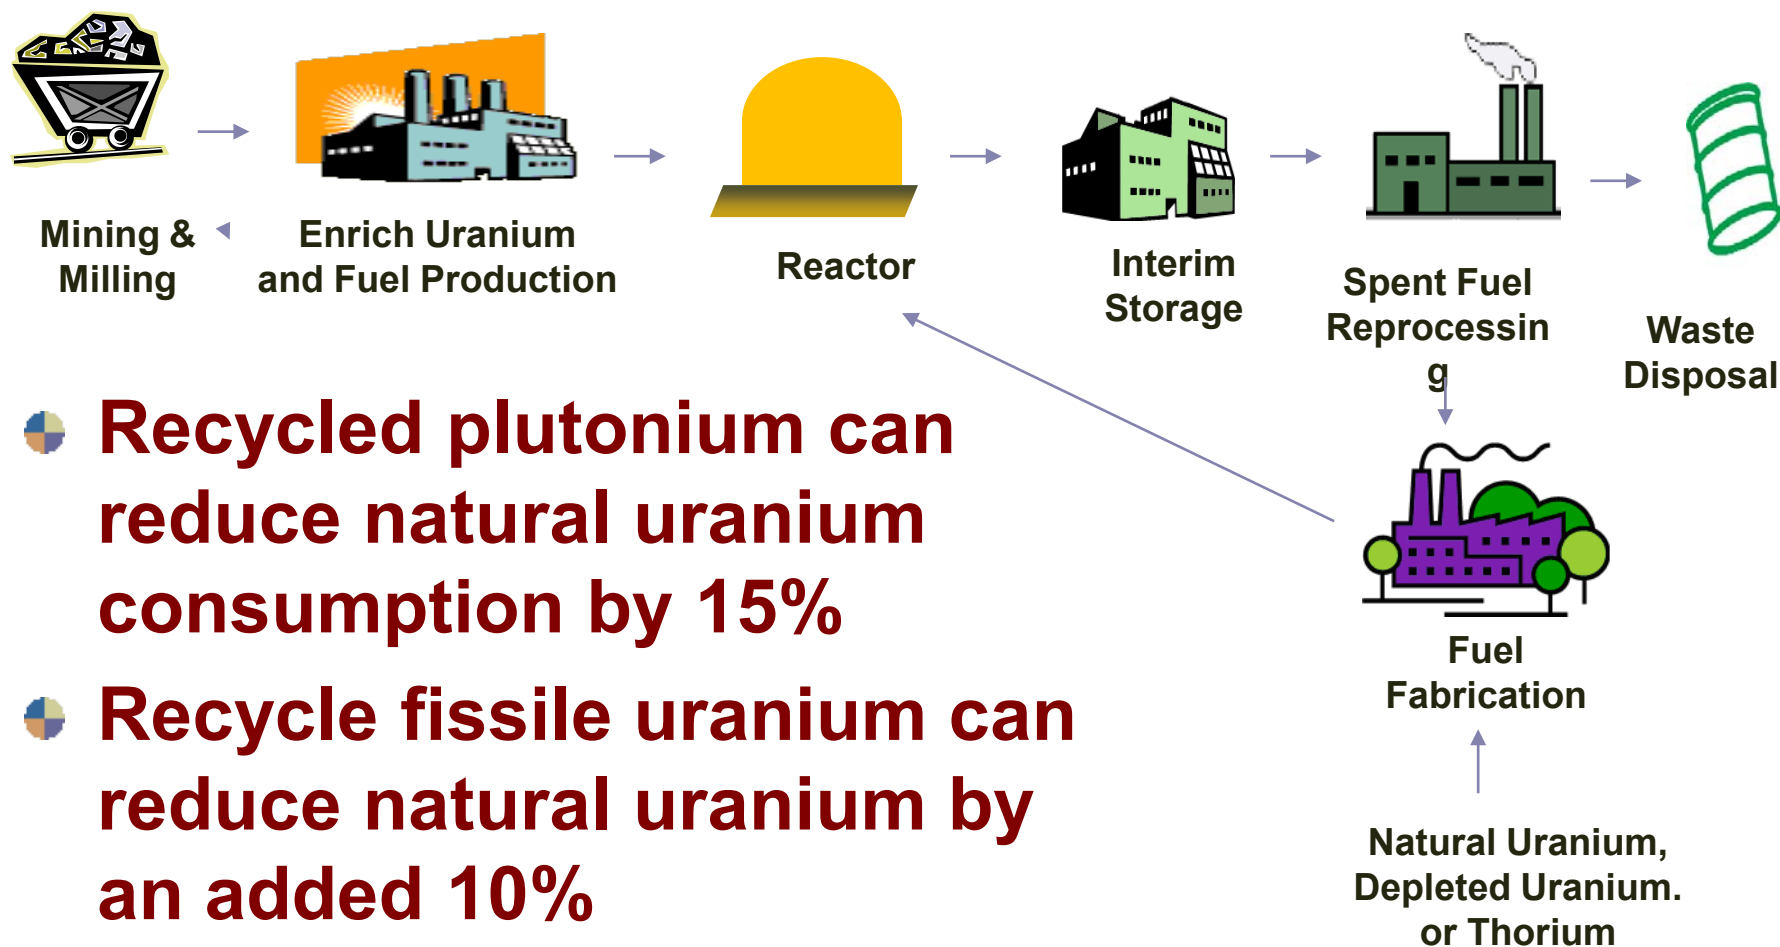 Mining &
Milling
Enrich Uranium
and Fuel Production
Reactor
Interim
Storage
Spent Fuel
Reprocessin
g
Waste
Disposal
Recycled plutonium can
reduce natural uranium
consumption by 15%
Recycle fissile uranium can
reduce natural uranium by
an added 10%
Fuel
Fabrication
Natural Uranium,
Depleted Uranium.
or Thorium